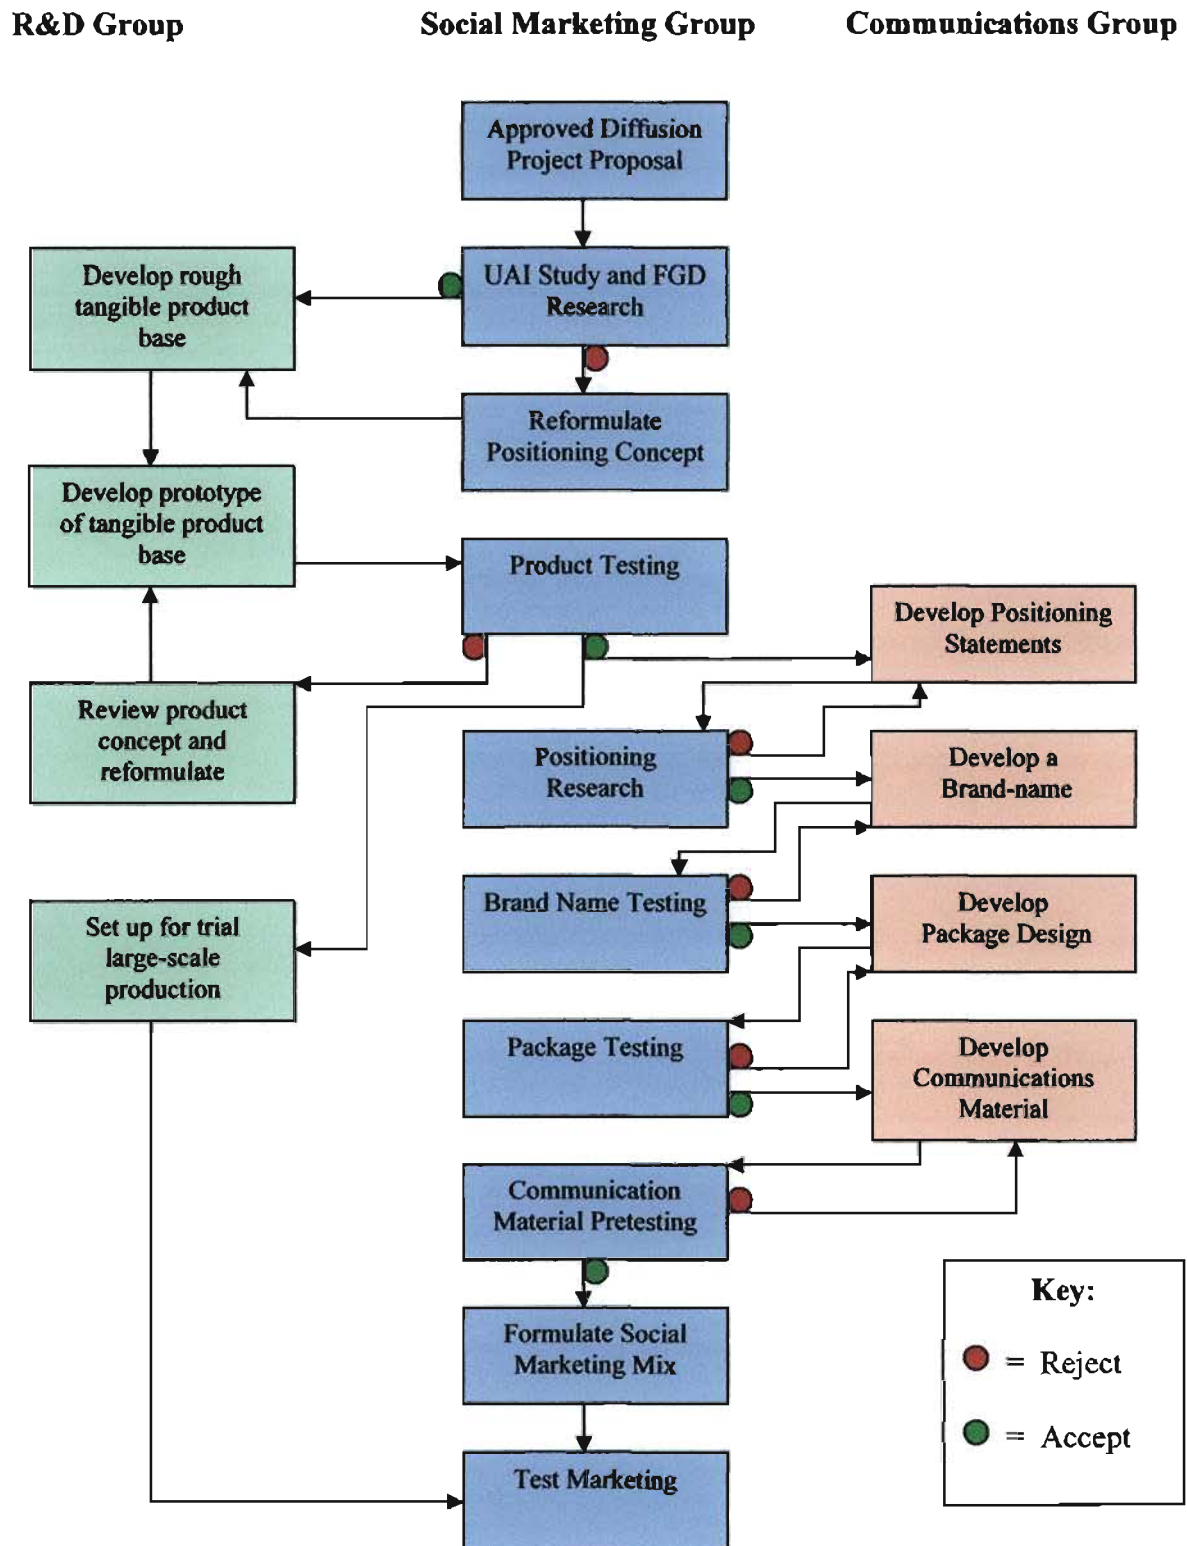 R&D Group
Social Marketing Group
Communications Group
Approved Diffusion
Project Proposal
Develop rough
tangible product
base
UAI Study and FGD
Research
Reformulate
Positioning Concept
Develop prototype
of tangible product
base
Product Testing
Develop Positioning
Statements
Review product
concept and
reformulate
Positioning
Research
Develop a
Brand-name
Brand Name Testing
Develop
Package Design
Set up for trial
large-scale
production
Package Testing
Develop
Communications
Material
Communication
Material Pretesting
Formulate Social
Marketing Mix
Test Marketing
Key:
= Reject
= Accept